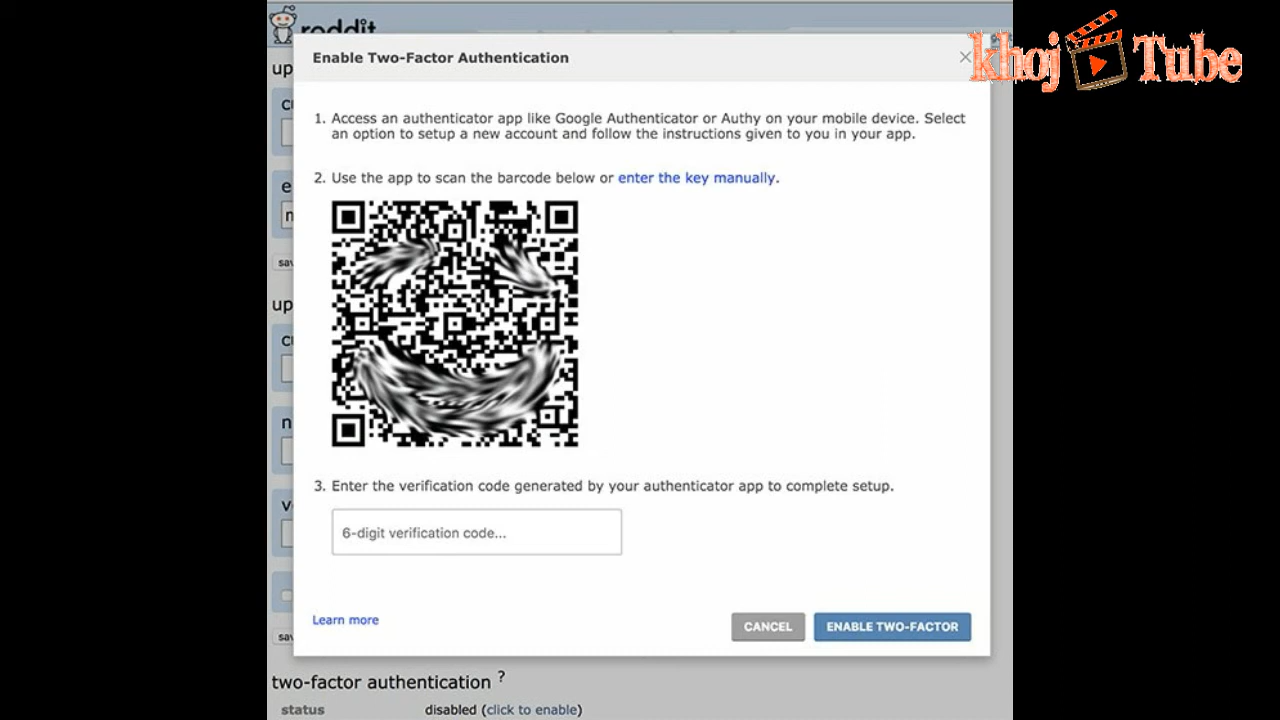 reddit
khoj Tube
Enable Two-Factor Authentication
up
1. Access an authenticator app like Google Authenticator or Authy on your mobile device. Select
an option to setup a new account and follow the instructions given to you in your app.
2. Use the app to scan the barcode below or enter the key manually.
e
n
sav
up
3. Enter the verification code generated by your authenticator app to complete setup.
6-digit verification code...
Learn more
CANCEL
ENABLE TWO-FACTOR
sav
two-factor authentication ?
status disabled (click to enable)